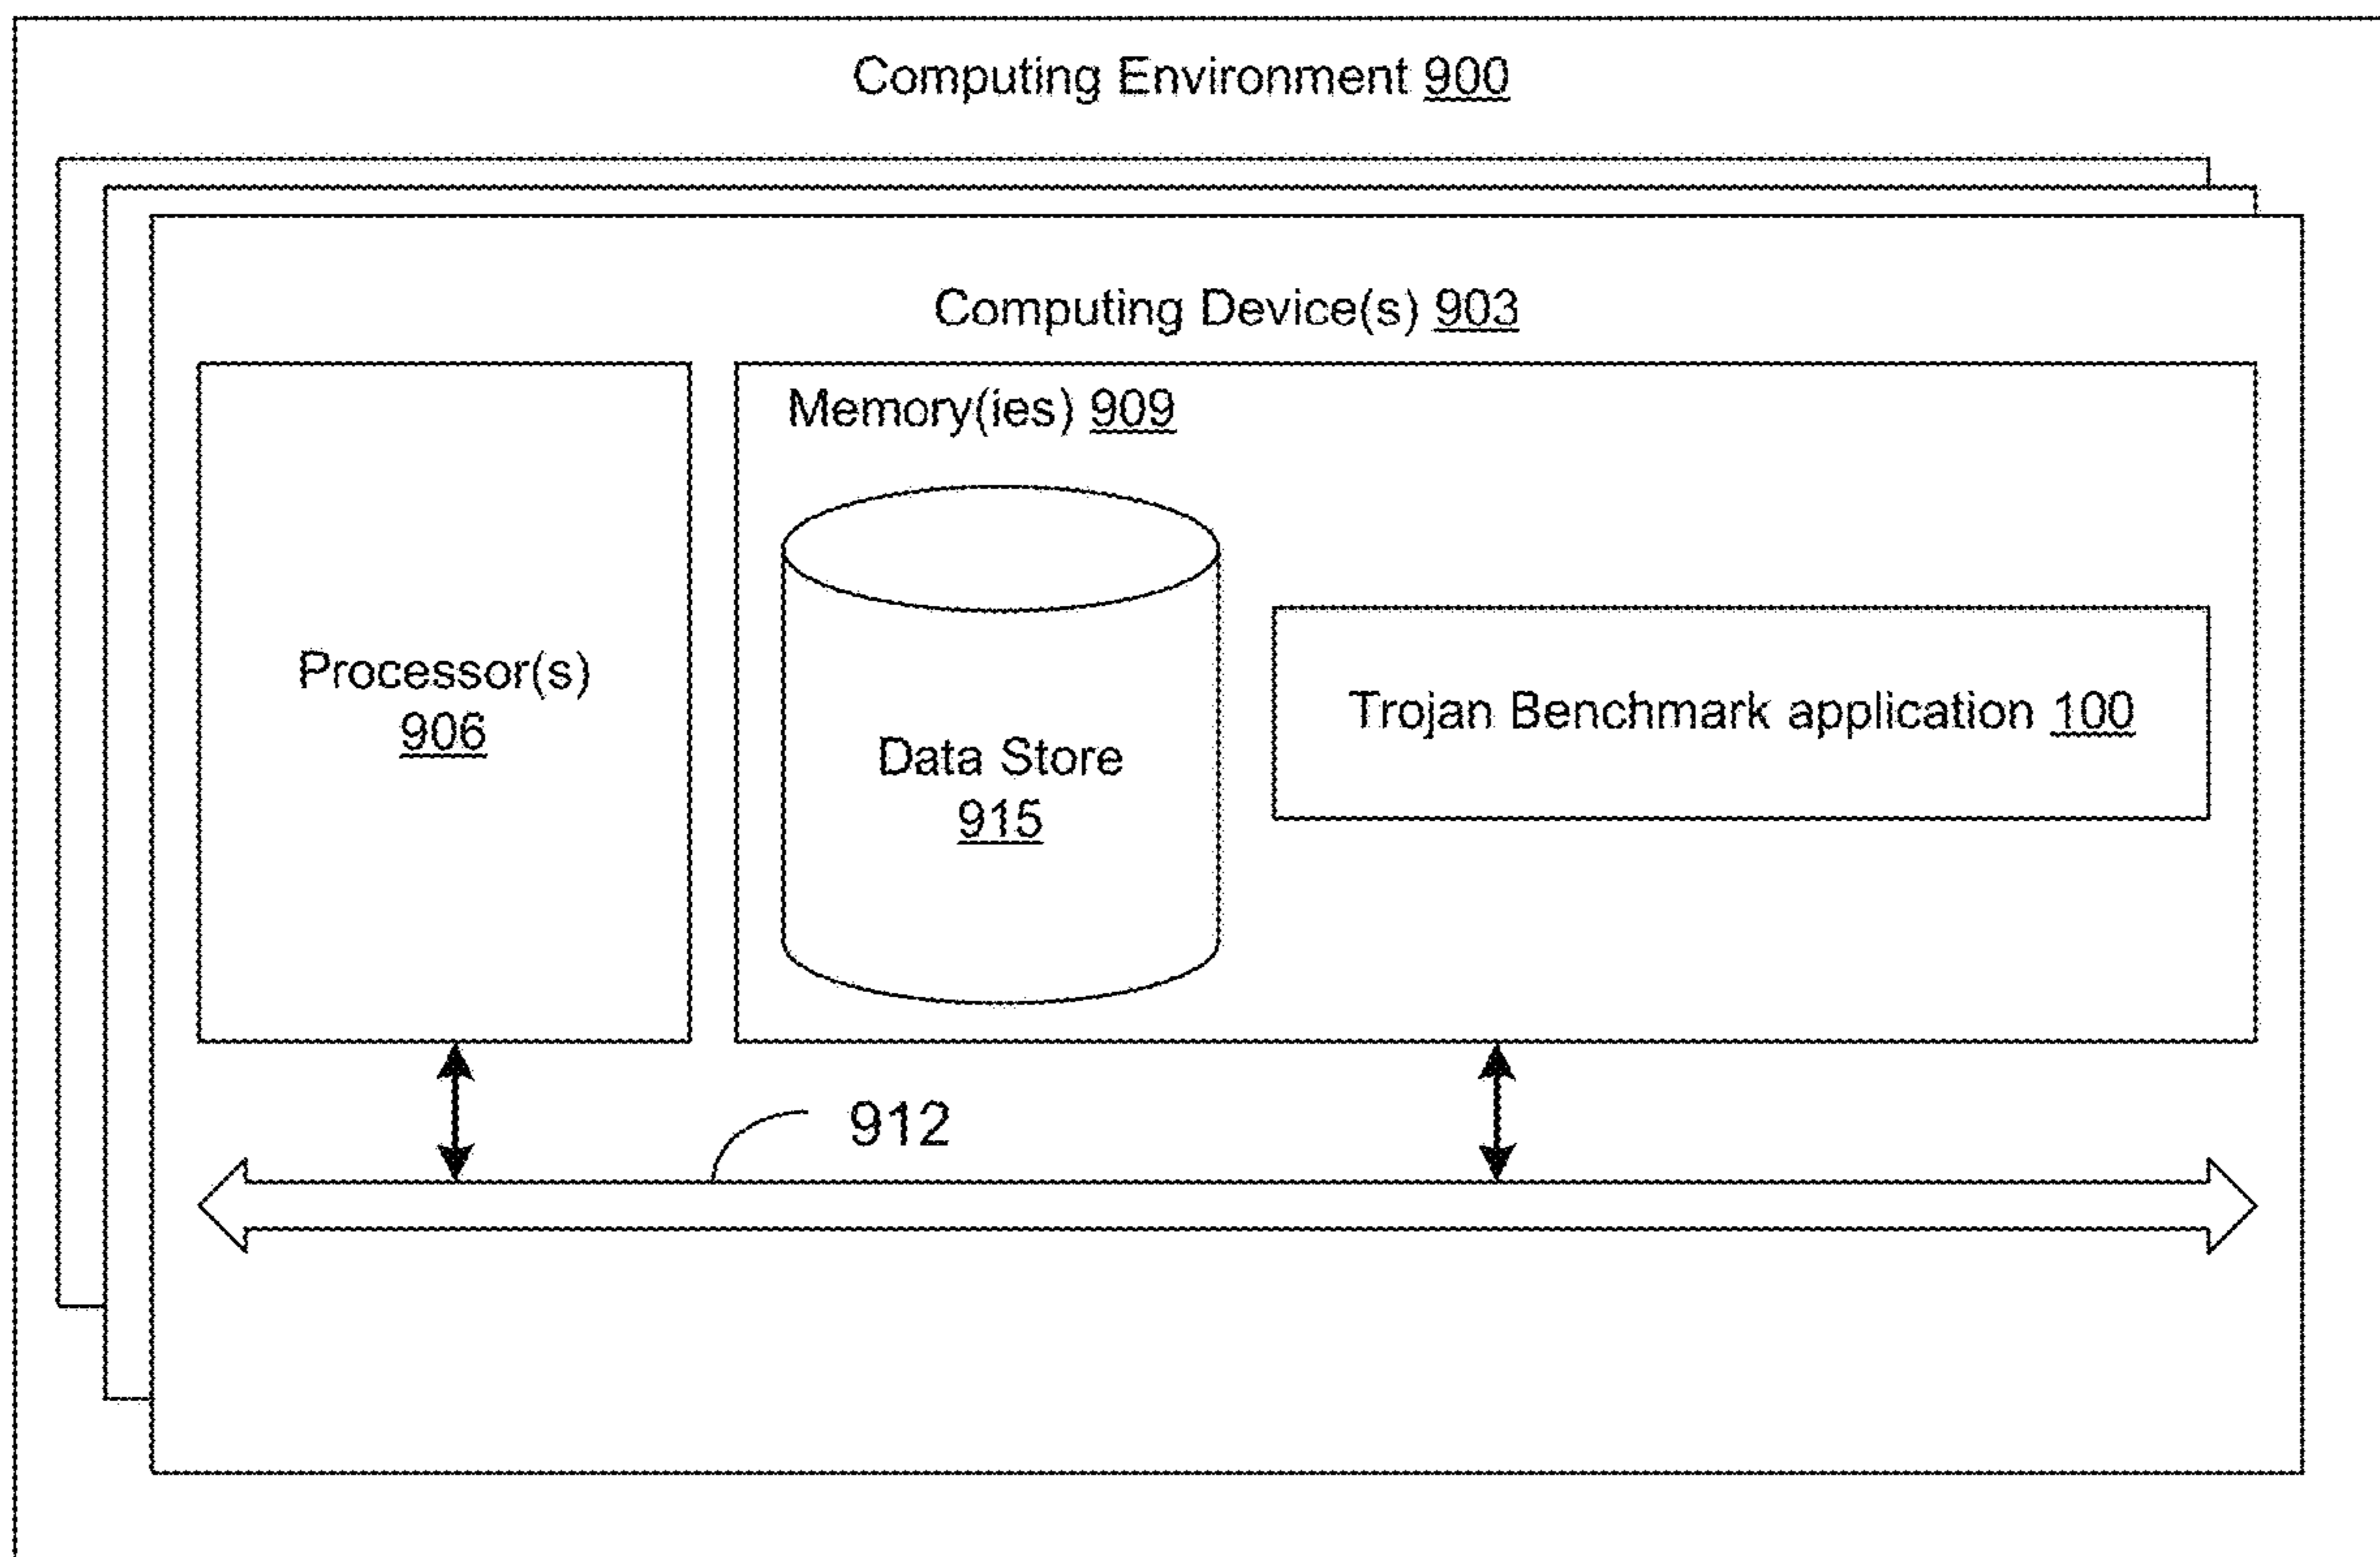 Computing Environment 900
Computing Device(s) 903
Memory(ies) 909
Processor(s)
906
Data Store
915
Trojan Benchmark application 100
912